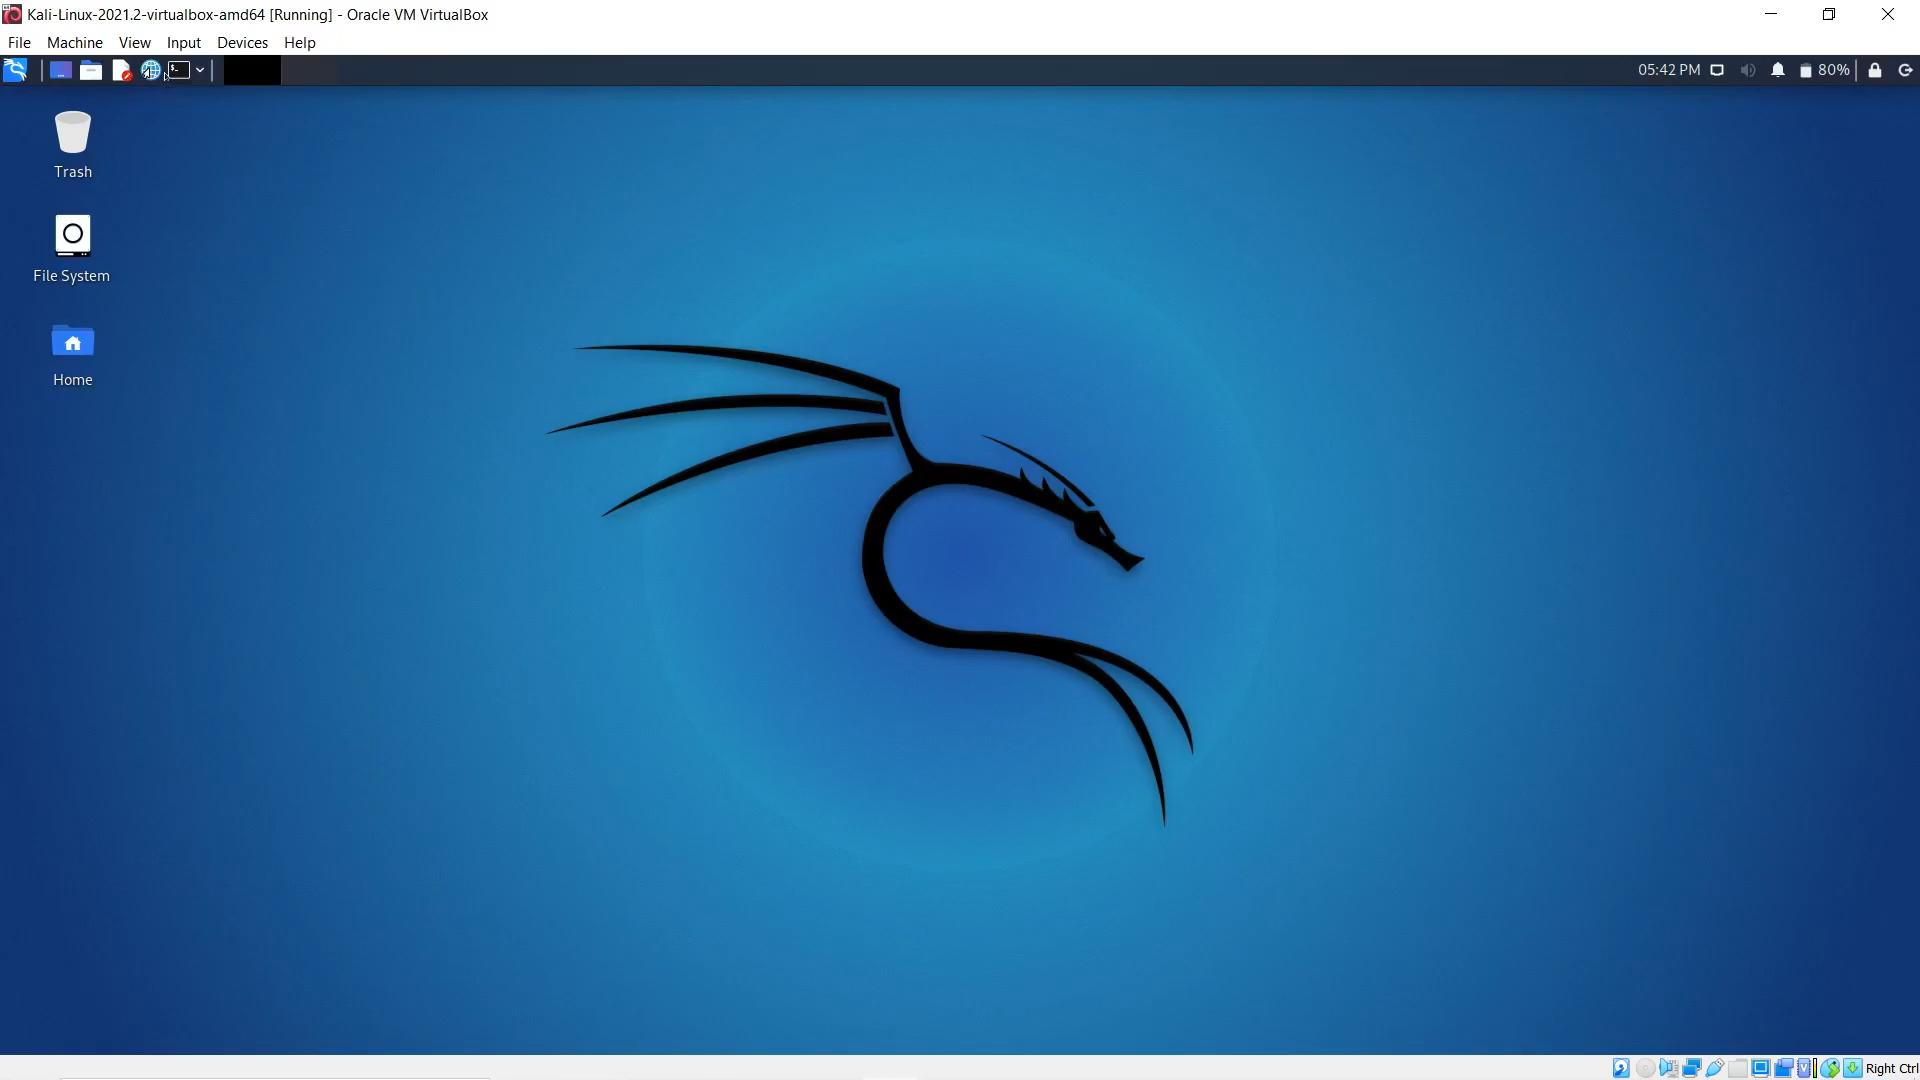 Kali-Linux-2021.2-virtualbox-amd64 [Running] - Oracle VM VirtualBox
File Machine View Input Devices Help
05:42 PM 80%
Trash
File System
Home
Right Ctrl